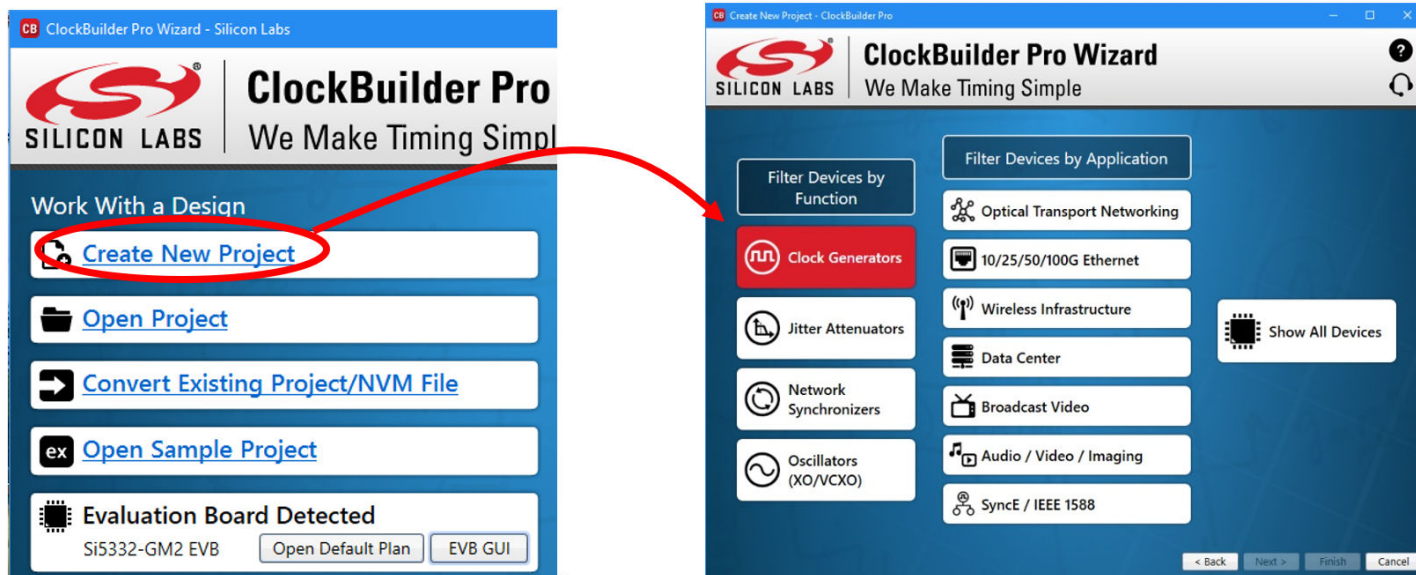 CB ClockBuilder Pro Wizard - Silicon Labs
SILICON LABS
ClockBuilder Pro
We Make Timing Simpl
Work With a Design
Create New Project
Open Project
Convert Existing Project/NVM File
ex Open Sample Project
Evaluation Board Detected
Si5332-GM2 EVB
Open Default Plan
EVB GUI
CB Create New Project - ClockBuilder Pro
SILICON LABS
ClockBuilder Pro Wizard
We Make Timing Simple
Filter Devices by
Function
Clock Generators
Jitter Attenuators
Network
Synchronizers
Oscillators
(XO/VCXO)
Filter Devices by Application
Optical Transport Networking
10/25/50/100G Ethernet
Wireless Infrastructure
Data Center
Broadcast Video
Audio / Video / Imaging
SyncE / IEEE 1588
Show All Devices
< Back
Next >
Finish
Cancel